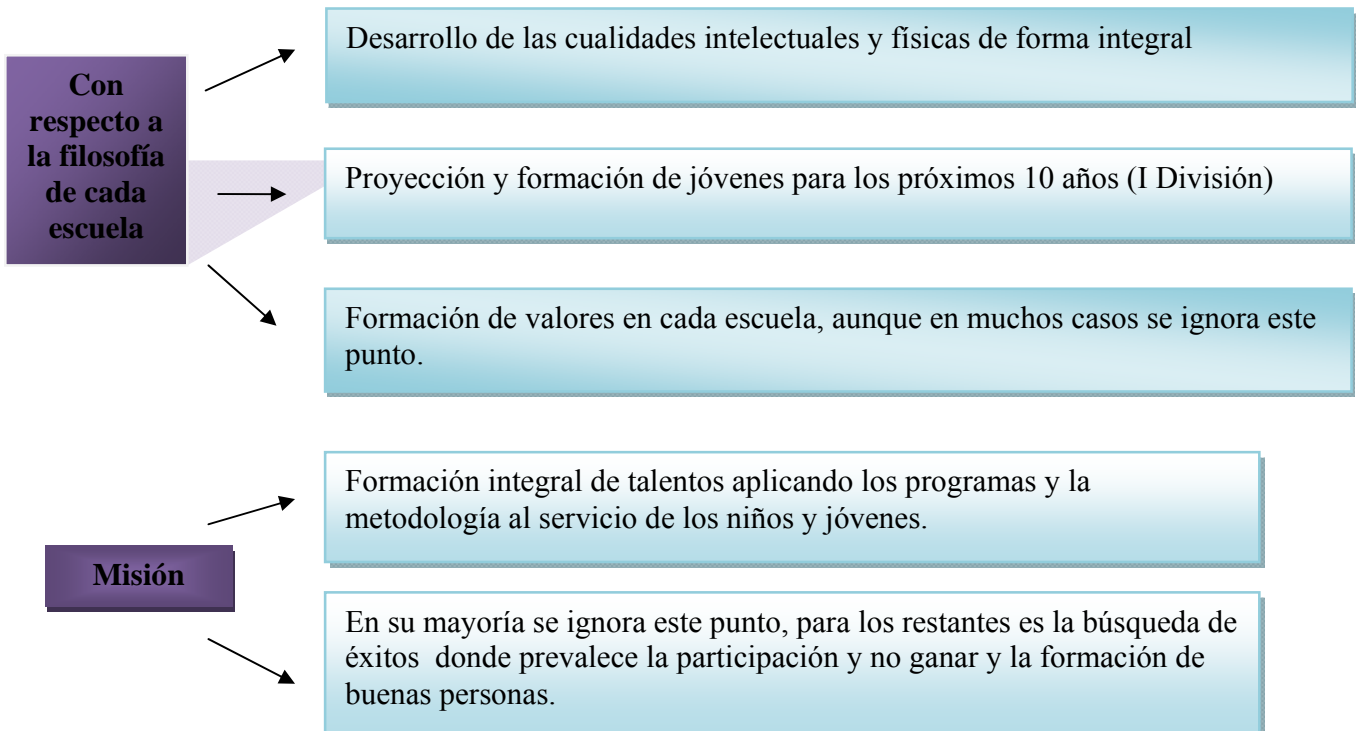 Con
respecto a
la filosofía
de cada
escuela
Desarrollo de las cualidades intelectuales y físicas de forma integral
Proyección y formación de jóvenes para los próximos 10 años (I División)
Formación de valores en cada escuela, aunque en muchos casos se ignora este
punto.
Misión
Formación integral de talentos aplicando los programas y la
metodología al servicio de los niños y jóvenes.
En su mayoría se ignora este punto, para los restantes es la búsqueda de
éxitos  donde prevalece la participación y no ganar y la formación de
buenas personas.